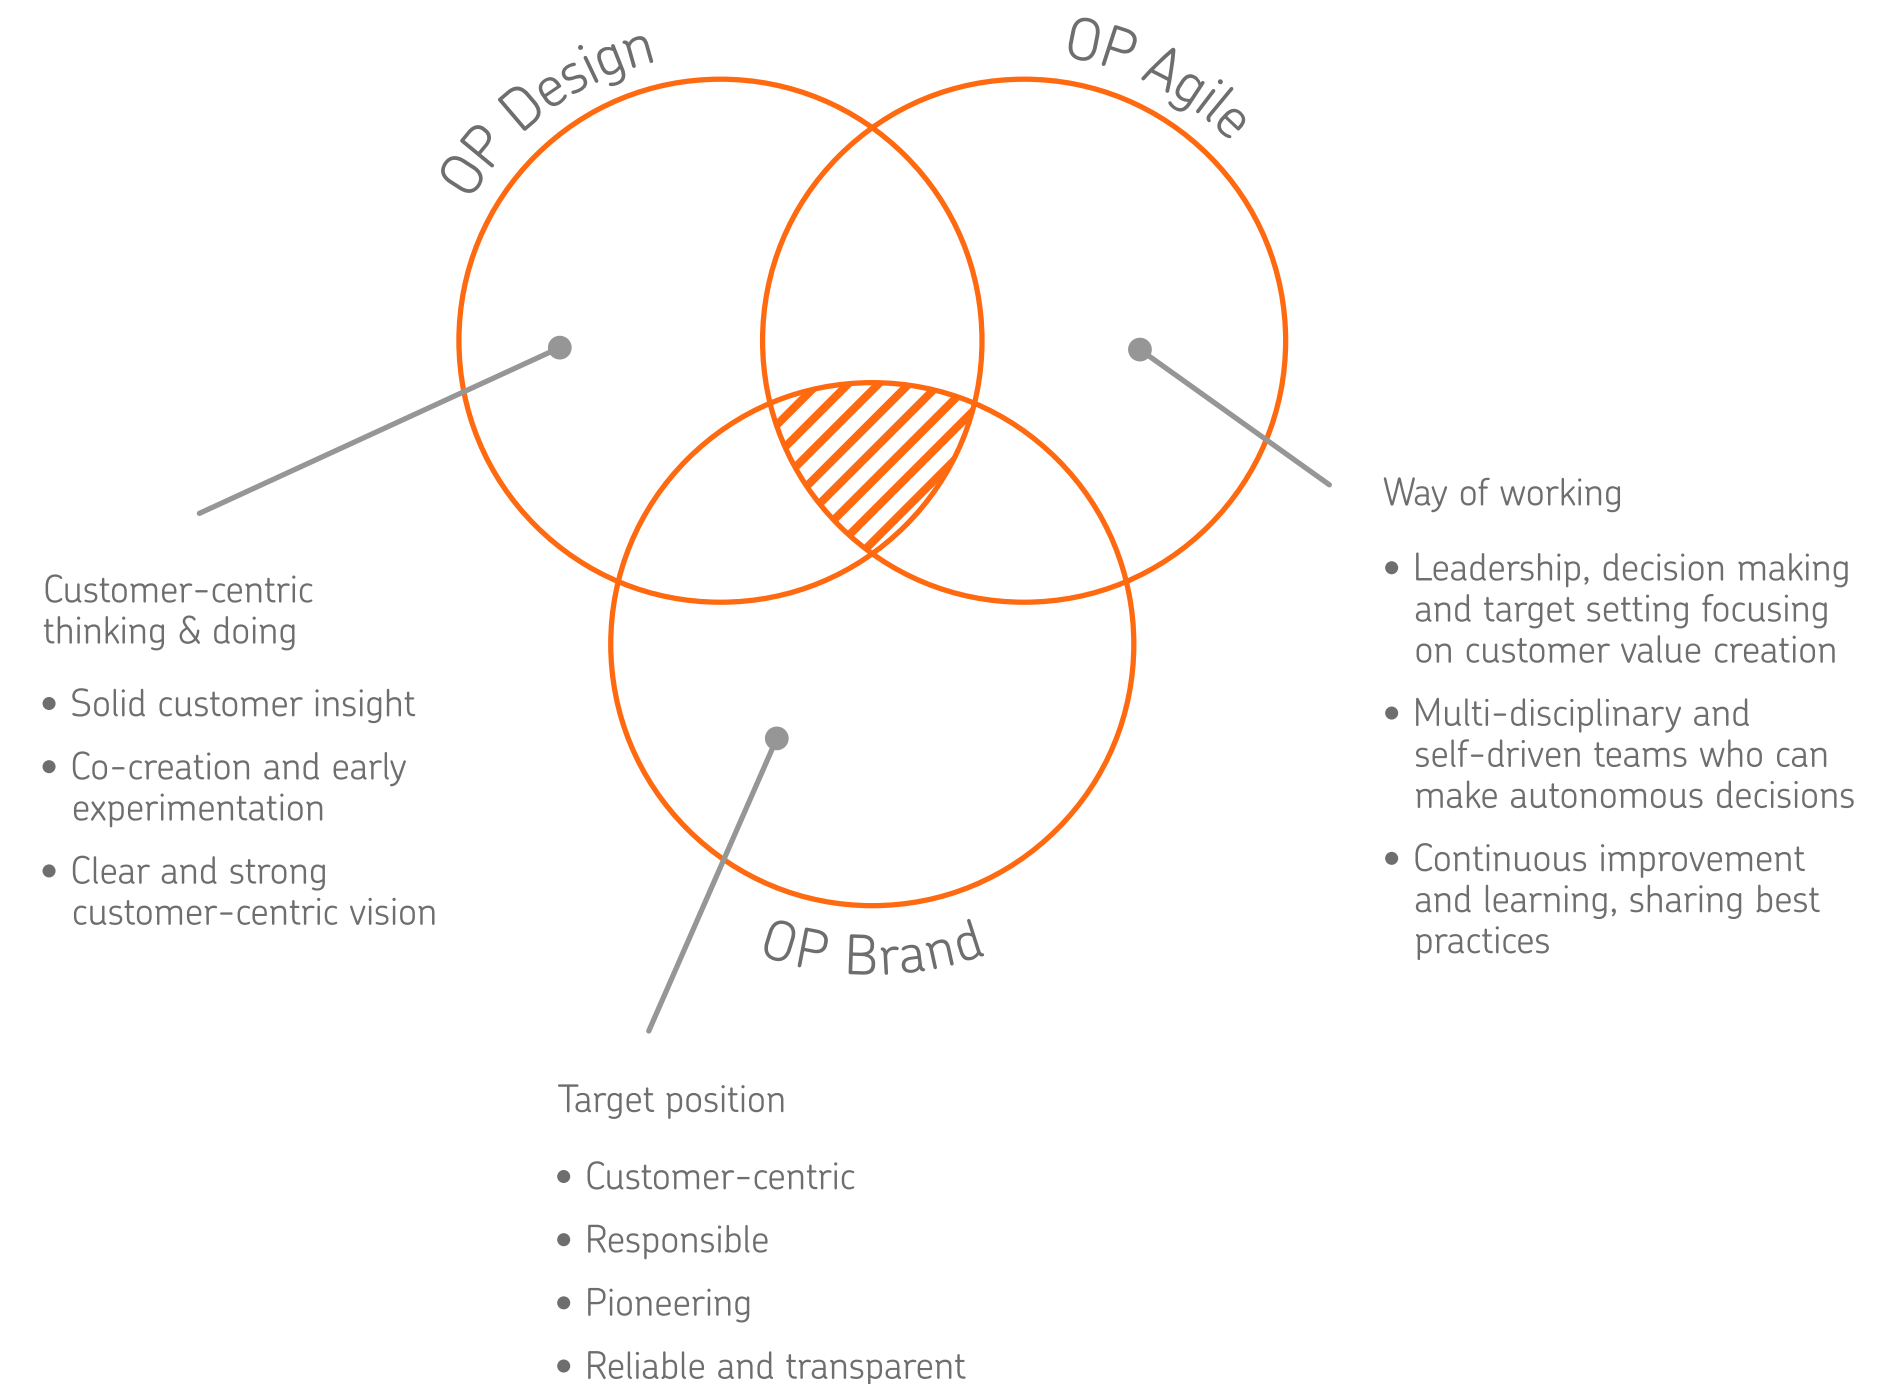 OP Design
OP Agile
Customer-centric
thinking & doing
• Solid customer insight
• Co-creation and early
experimentation
• Clear and strong
customer-centric vision
Way of working
• Leadership, decision making
and target setting focusing
on customer value creation
• Multi-disciplinary and
self-driven teams who can
make autonomous decisions
• Continuous improvement
and learning, sharing best
practices
OP Brand
Target position
• Customer-centric
• Responsible
• Pioneering
• Reliable and transparent